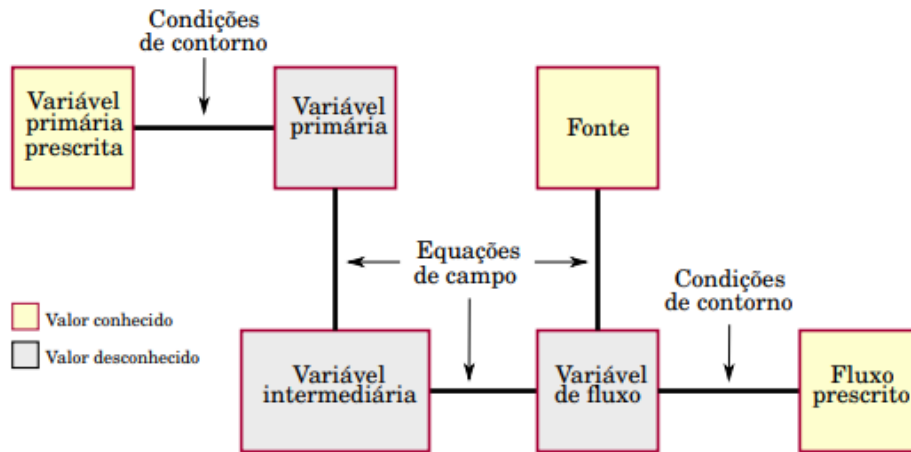 Condições
de contorno
Variável
primária
prescrita
Variável
primária
Fonte
Equações
de campo
Condições
de contorno
Valor conhecido
Valor desconhecido
Variável
intermediária
Variável
de fluxo
Fluxo
prescrito